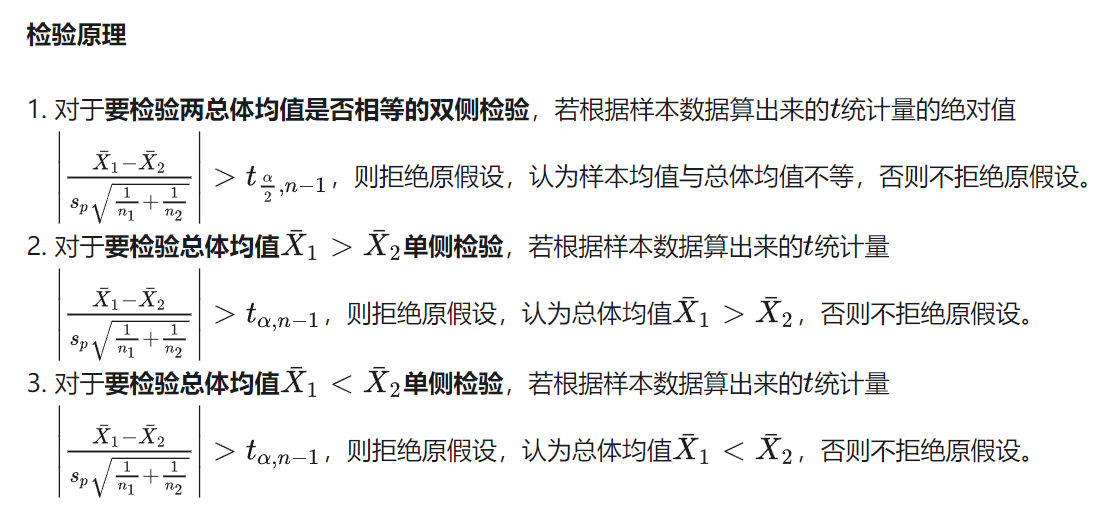 检验原理
1. 对于要检验两总体均值是否相等的双侧检验，若根据样本数据算出来的t统计量的绝对值
$\left|\frac{\bar{X}_1-\bar{X}_2}{s_p\sqrt{\frac{1}{n_1}+\frac{1}{n_2}}}\right| > t_{\frac{\alpha}{2},n-1}$，则拒绝原假设，认为样本均值与总体均值不等，否则不拒绝原假设。
2. 对于要检验总体均值$\bar{X}_1 > \bar{X}_2$单侧检验，若根据样本数据算出来的t统计量
$\left|\frac{\bar{X}_1-\bar{X}_2}{s_p\sqrt{\frac{1}{n_1}+\frac{1}{n_2}}}\right| > t_{\alpha,n-1}$，则拒绝原假设，认为总体均值$\bar{X}_1 > \bar{X}_2$，否则不拒绝原假设。
3. 对于要检验总体均值$\bar{X}_1 < \bar{X}_2$单侧检验，若根据样本数据算出来的t统计量
$\left|\frac{\bar{X}_1-\bar{X}_2}{s_p\sqrt{\frac{1}{n_1}+\frac{1}{n_2}}}\right| > t_{\alpha,n-1}$，则拒绝原假设，认为总体均值$\bar{X}_1 < \bar{X}_2$，否则不拒绝原假设。